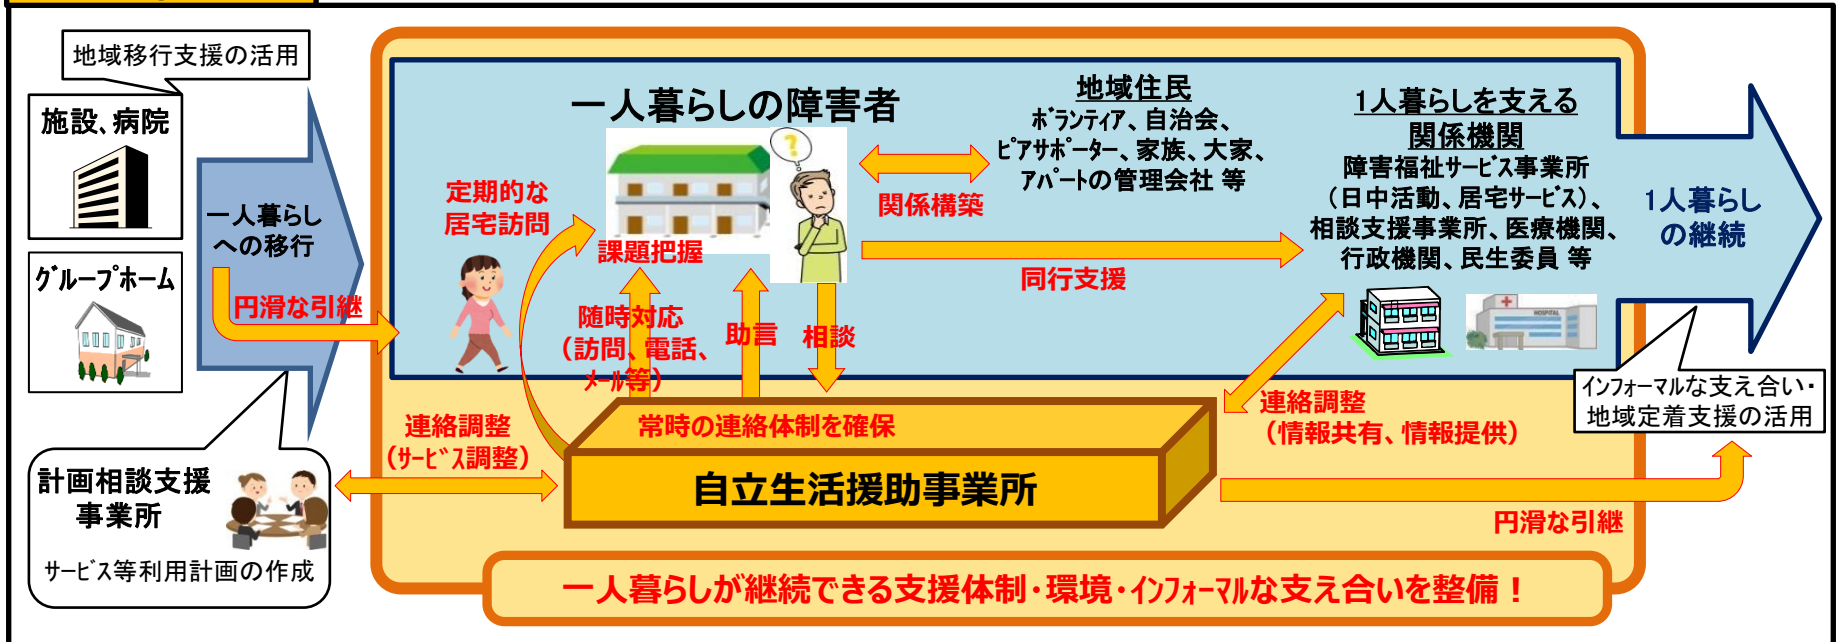 地域移行支援の活用
施設、病院
グループホーム
一人暮らし
への移行
円滑な引継
計画相談支援
事業所
サービス等利用計画の作成
連絡調整
(サービス調整)
一人暮らしの障害者
?
定期的な
居宅訪問
課題把握
随時対応
(訪問、電話、
メール等)
助言
相談
関係構築
同行支援
地域住民
ボランティア、自治会、
ピアサポーター、家族、大家、
アパートの管理会社 等
1人暮らしを支える
関係機関
障害福祉サービス事業所
(日中活動、居宅サービス)、
相談支援事業所、医療機関、
行政機関、民生委員 等
HOSPITAL
連絡調整
(情報共有、情報提供)
常時の連絡体制を確保
自立生活援助事業所
1人暮らし
の継続
インフォーマルな支え合い・
地域定着支援の活用
円滑な引継
一人暮らしが継続できる支援体制・環境・インフォーマルな支え合いを整備!